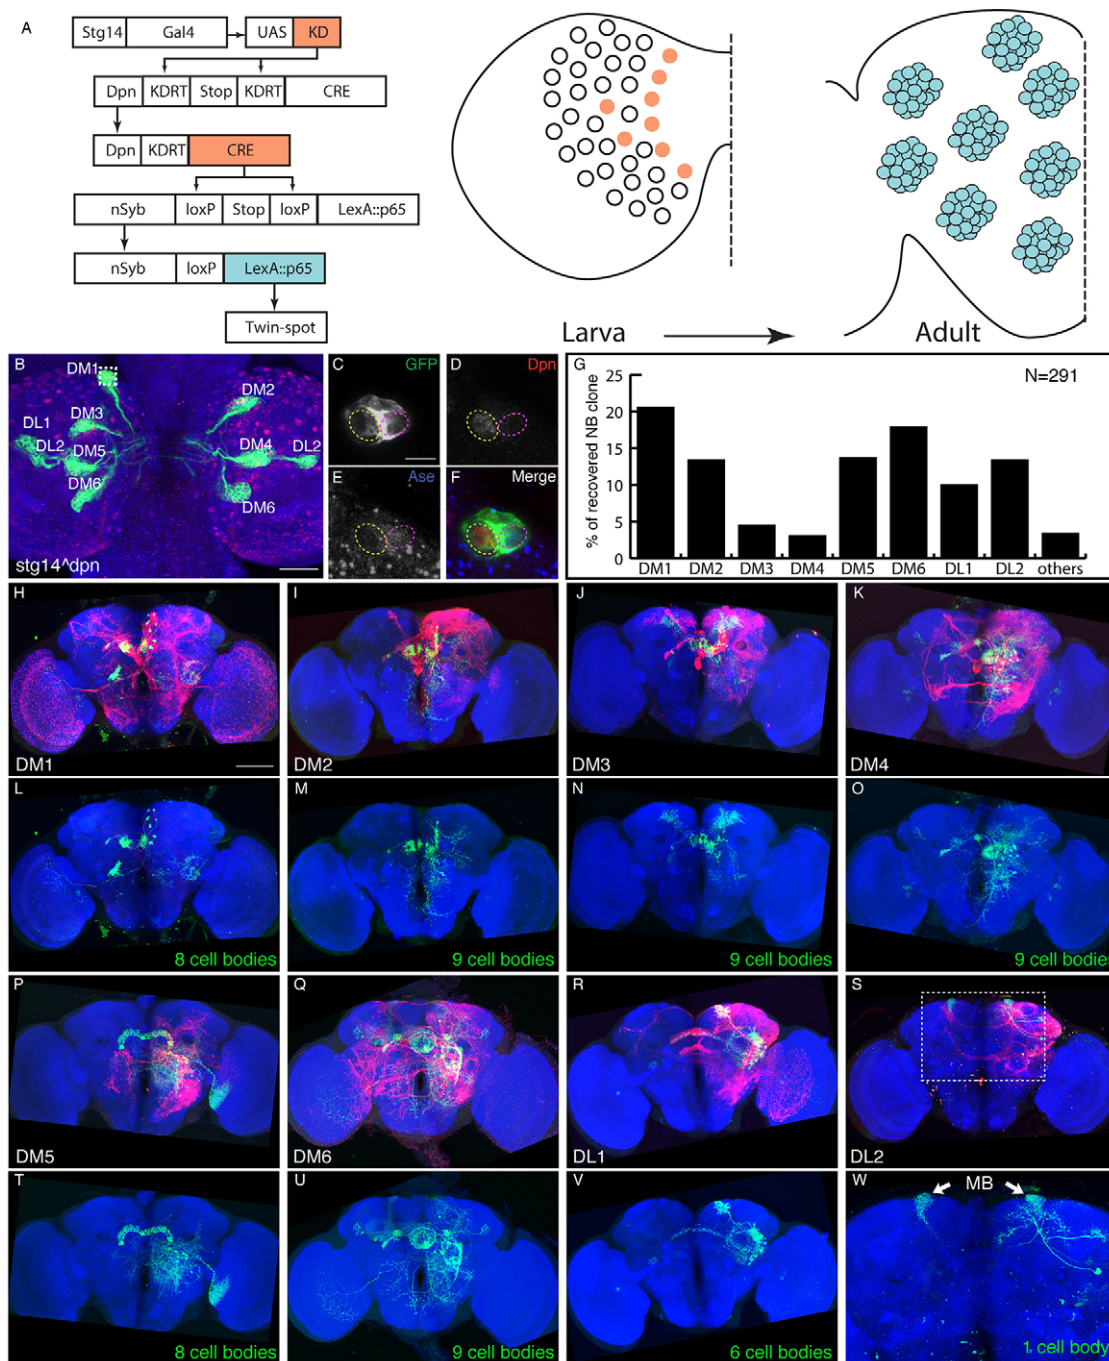 A
Stg14 Gal4 UAS KD
Dpn KDRT Stop KDRT CRE
Dpn KDRT CRE
nSyb loxP Stop loxP LexA::p65
nSyb loxP LexA::p65
Twin-spot
Larva Adult
B
DM1
DM2
DM3
DL1
DL2
DM5
DM4
DL2
DM6
DM6
stg14^dpn
C GFP
D Dpn
E Ase
F Merge
G
N=291
% of recovered NB clone
25
20
15
10
5
0
DM1 DM2 DM3 DM4 DM5 DM6 DL1 DL2 others
H
DM1
I
DM2
J
DM3
K
DM4
L
8 cell bodies
M
9 cell bodies
N
9 cell bodies
O
9 cell bodies
P
DM5
Q
DM6
R
DL1
S
DL2
T
8 cell bodies
U
9 cell bodies
V
6 cell bodies
W
MB
1 cell body